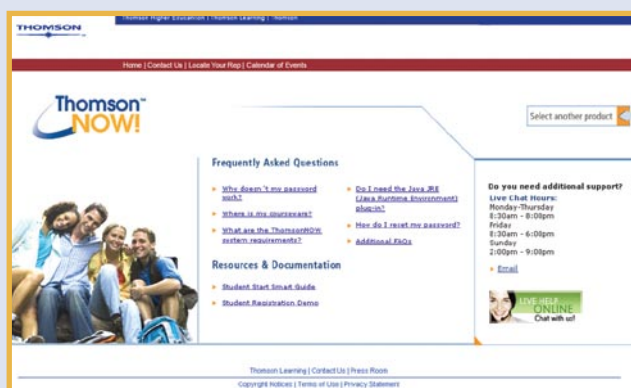 Thomson Higher Educantion | Thomson Learning | Thomson
THOMSON
Home | Contact Us | Locate Your Rep | Calendar of Events
Thomson™
NOW!
Select another product
Frequently Asked Questions
Why doesn't my password
work?
Where is my courseware?
What are the ThomsonNOW
system requirements?
Do I need the Java JRE
(Java Runtime Environment)
plug-in?
How do I reset my password?
Additional FAQs
Resources & Documentation
Student Start Smart Guide
Student Registration Demo
Do you need additional support?
Live Chat Hours:
Monday-Thursday
8:30am - 8:00pm
Friday
8:30am - 6:00pm
Sunday
2:00pm - 9:00pm
Email
LIVE HELP
ONLINE
Chat with us!
Thomson Learning | Contact Us | Press Room
Copyright Notices | Terms of Use | Privacy Statement